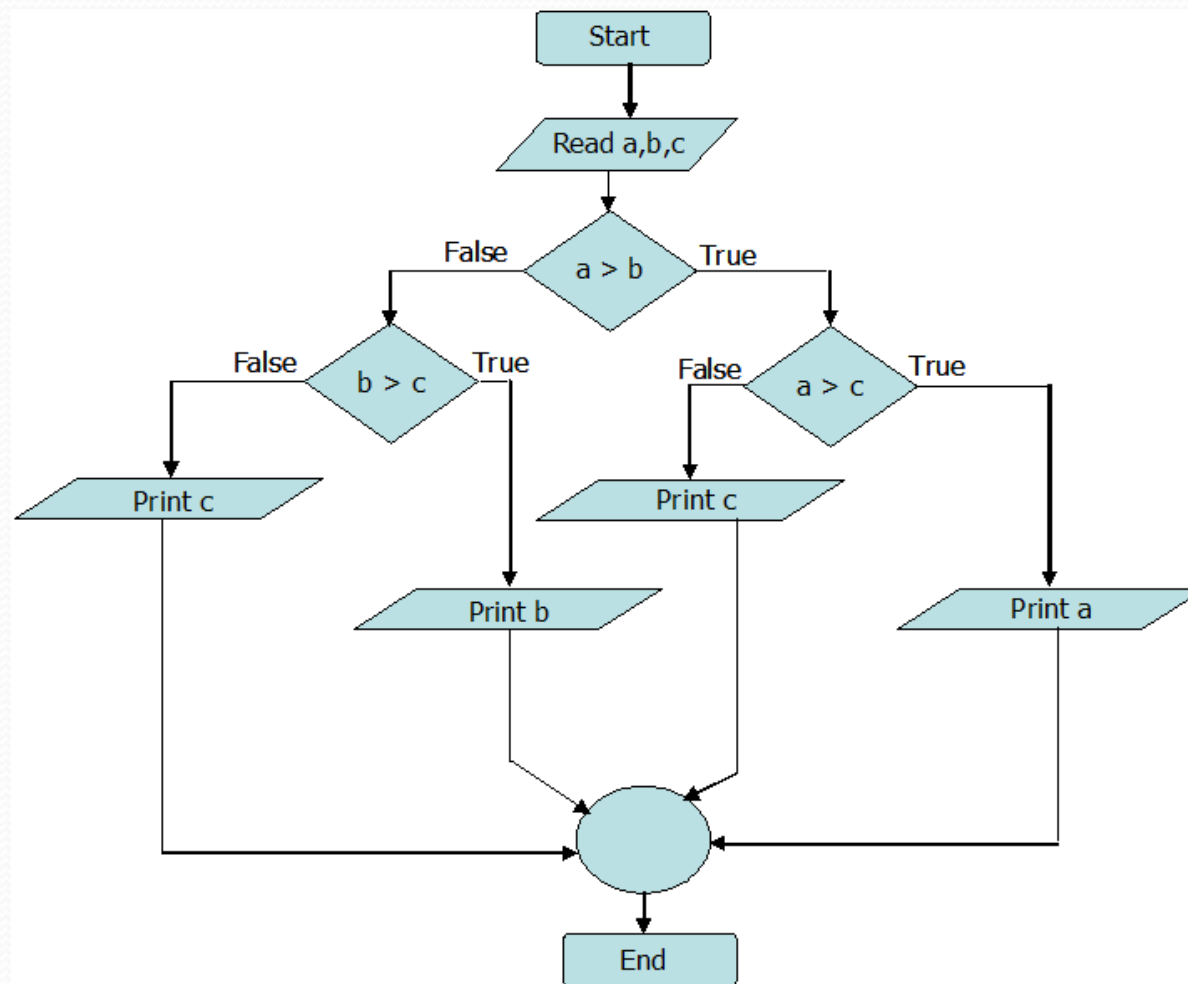 Start
Read a,b,c
False
a > b
True
False
b > c
True
False
a > c
True
Print c
Print c
Print b
Print a
End